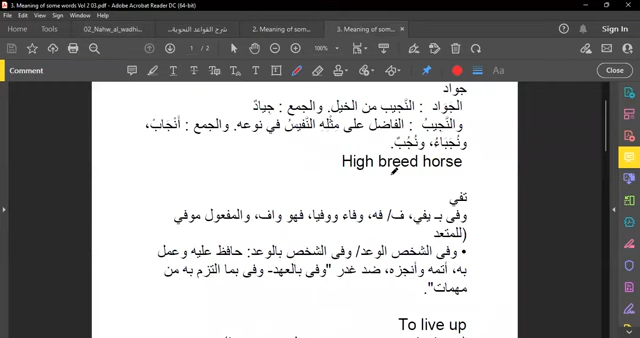 3. Meaning of some words Vol 2 03.pdf - Adobe Acrobat Reader DC (64-bit)
File Edit View Sign Window Help
Home Tools 02_Nahw_al_wadhi... شرح القواعد النحوية... 2. Meaning of som... 3. Meaning of som... × Sign In
1 / 2 100%
Comment Aa Close
جواد
الجواد : النَّجيب من الخيل. والجمع : جيادٌ
والنَّجيبُ : الفاضل على مثْلِه النَّفيسُ في نوعه. والجمع : أنْجَابٌ،
ونُجَباءُ، ونُجُبٌ.
High breed horse
تفي
وفى بـ يفي، فِ/ فِه، وفاء ووفيا، فهو واف، والمفعول موفي
(للمتعد
• وفى الشخص الوعد/ وفى الشخص بالوعد: حافظ عليه وعمل
به، أتمه وأنجزه، ضد غدر "وفى بالعهد- وفى بما التزم به من
مهمات".
To live up